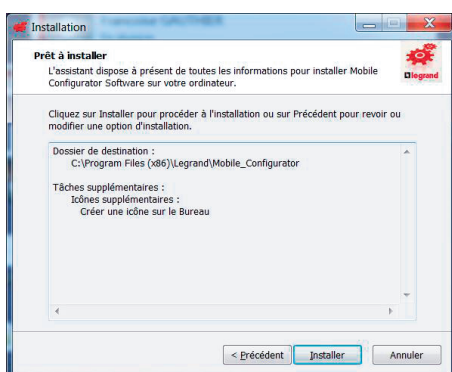 Installation
Prêt à installer
L'assistant dispose à présent de toutes les informations pour installer Mobile
Configurator Software sur votre ordinateur.
legrand
Cliquez sur Installer pour procéder à l'installation ou sur Précédent pour revoir ou
modifier une option d'installation.
Dossier de destination :
C:\Program Files (x86)\Legrand\Mobile_Configurator
Tâches supplémentaires :
Icônes supplémentaires :
Créer une icône sur le Bureau
< Précédent
Installer
Annuler